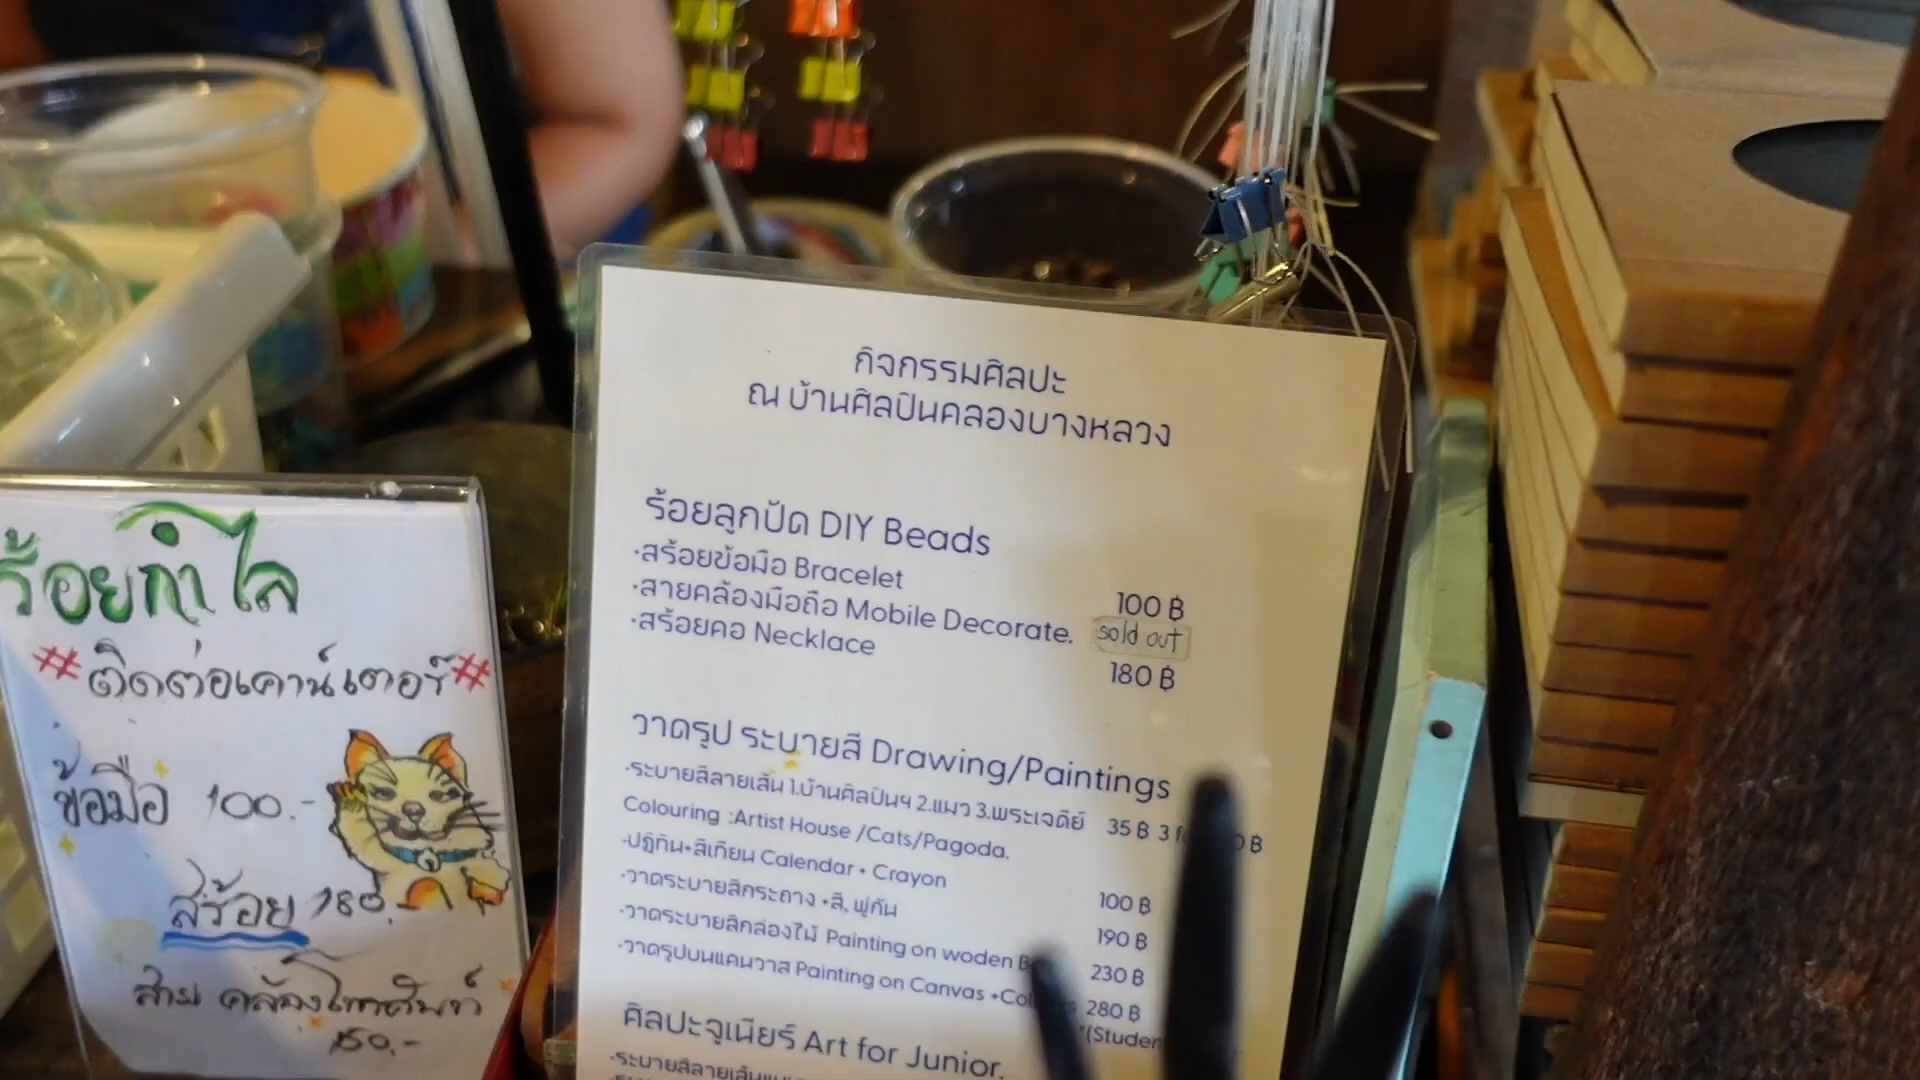 ร้อยกำไล
#ติดต่อเคาน์เตอร์#
ข้อมือ 100.-
สร้อย 180.-
สาย คล้องโทรศัพท์
150.-
กิจกรรมศิลปะ
ณ บ้านศิลปินคลองบางหลวง
ร้อยลูกปัด DIY Beads
·สร้อยข้อมือ Bracelet 100 ฿
·สายคล้องมือถือ Mobile Decorate. sold out
·สร้อยคอ Necklace 180 ฿
วาดรูป ระบายสี Drawing/Paintings
·ระบายสีลายเส้น 1.บ้านศิลปินฯ 2.แมว 3.พระเจดีย์ 35 ฿ 3
Colouring :Artist House /Cats/Pagoda.
·ปฏิทิน+สีเทียน Calendar + Crayon 100 ฿
·วาดระบายสีกระถาง +สี, พู่กัน 190 ฿
·วาดระบายสีกล่องไม้ Painting on woden 230 ฿
·วาดรูปบนแคนวาส Painting on Canvas 280 ฿
ศิลปะจูเนียร์ Art for Junior.